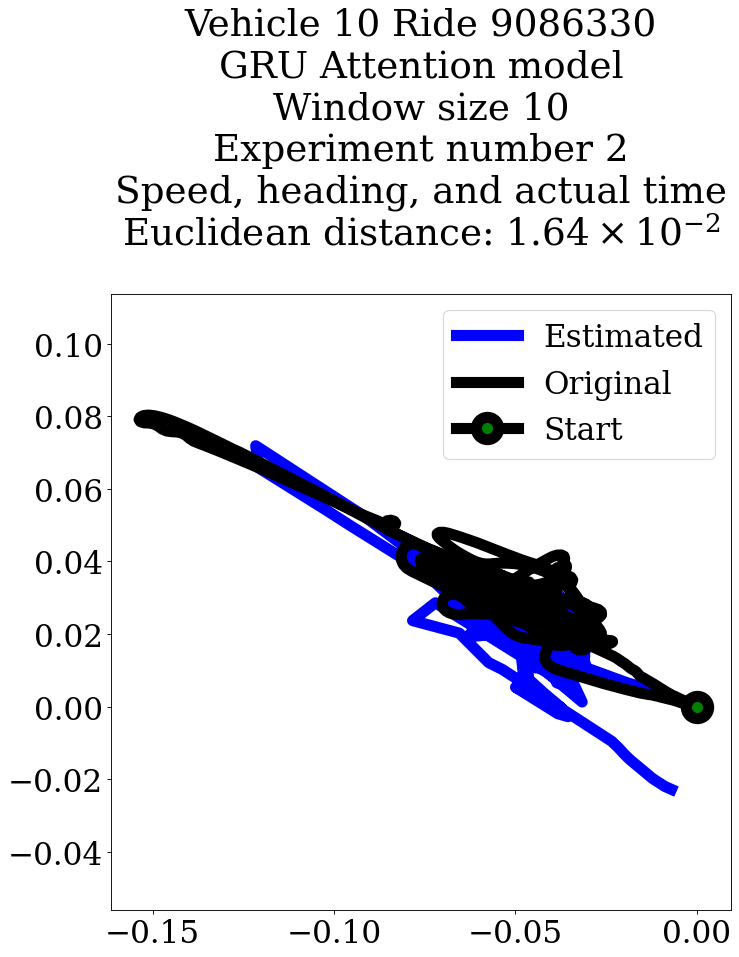 Vehicle 10 Ride 9086330
GRU Attention model
Window size 10
Experiment number 2
Speed, heading, and actual time
Euclidean distance: 1.64 × 10⁻²
Estimated
Original
Start
0.10
0.08
0.06
0.04
0.02
0.00
−0.02
−0.04
−0.15
−0.10
−0.05
0.00